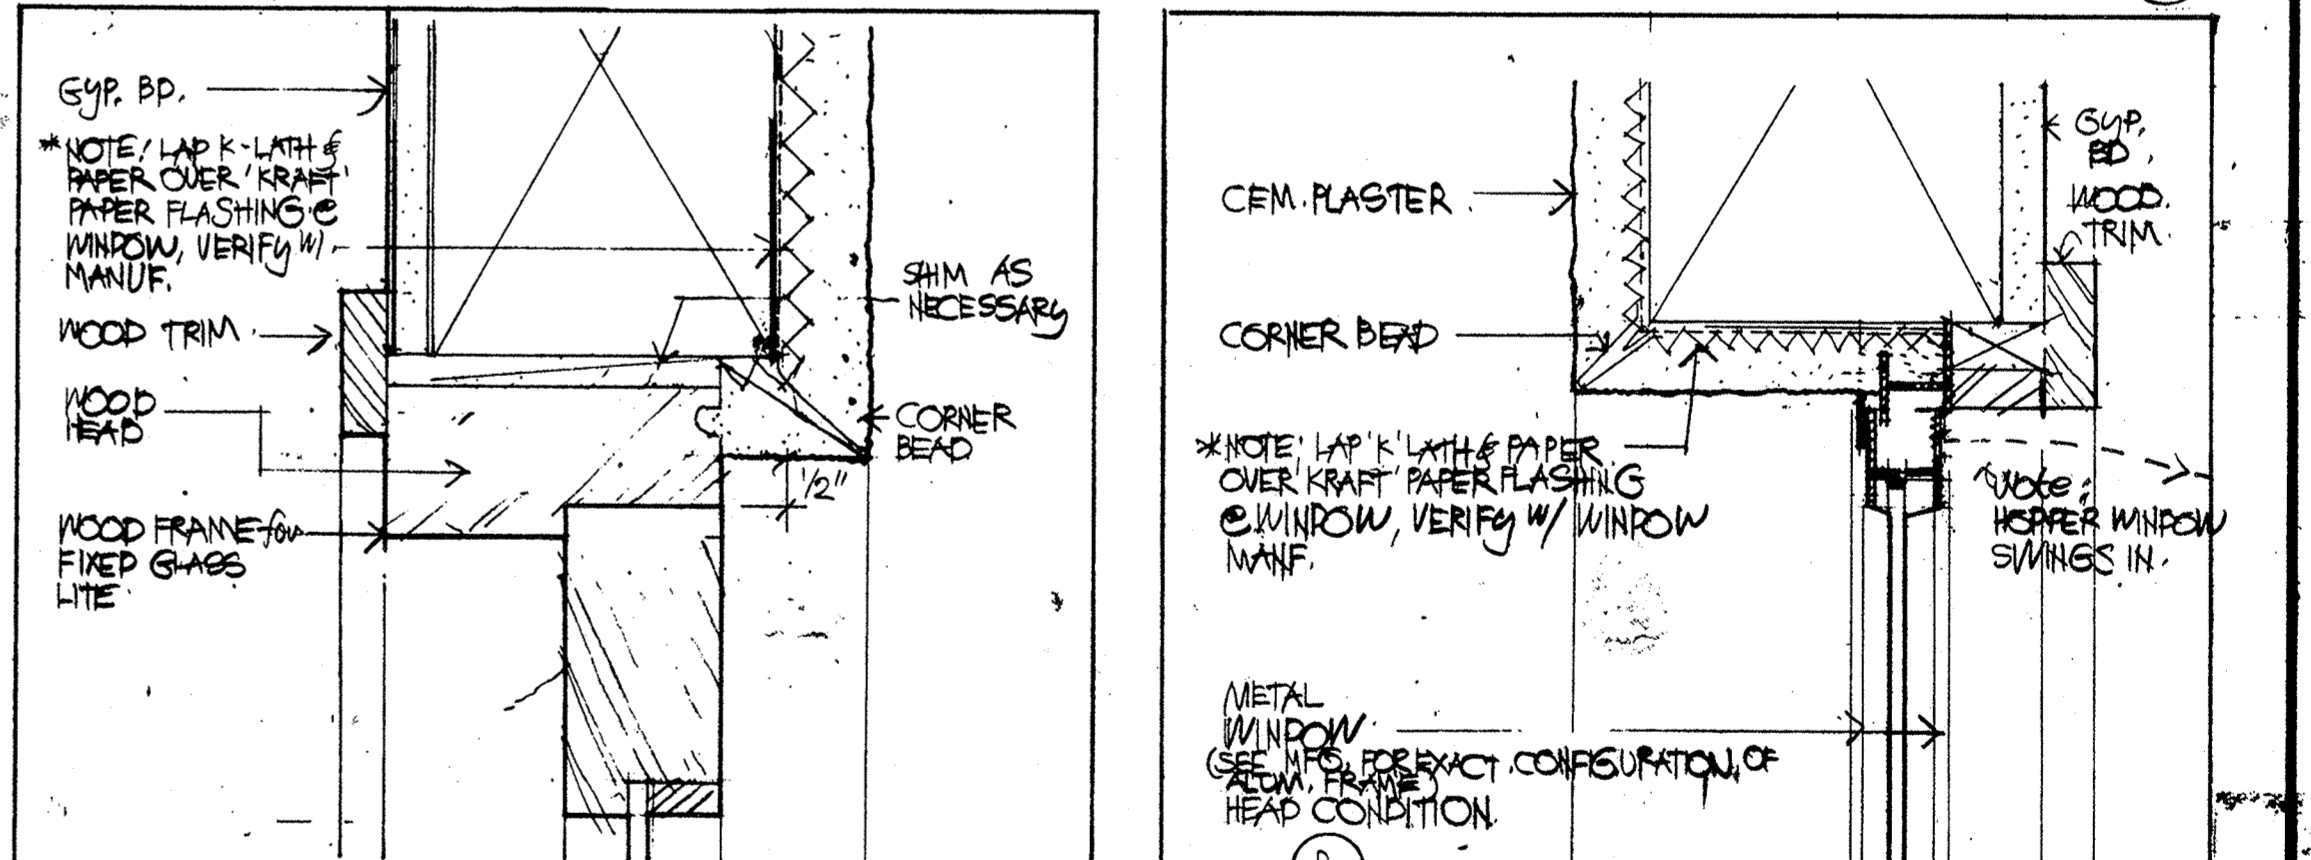 GYP. BD.
*NOTE: LAP K-LATH &
PAPER OVER 'KRAFT'
PAPER FLASHING @
WINDOW, VERIFY W/
MANUF.
WOOD TRIM
WOOD
HEAD
WOOD FRAME for
FIXED GLASS
LITE
SHIM AS
NECESSARY
CORNER
BEAD
1/2"
CEM. PLASTER
CORNER BEAD
*NOTE: LAP 'K' LATH & PAPER
OVER 'KRAFT' PAPER FLASHING
@ WINDOW, VERIFY W/ WINDOW
MANF.
METAL
WINDOW
(SEE MFG. FOR EXACT CONFIGURATION OF
ALUM. FRAME)
HEAD CONDITION.
GYP.
BD.
WOOD
TRIM.
Note:
HOPPER WINDOW
SWINGS IN.